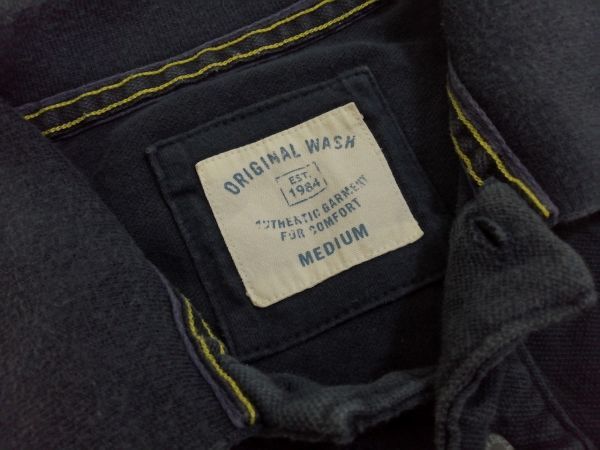 ORIGINAL WASH
EST.
1984
AUTHENTIC GARMENT
FOR COMFORT
MEDIUM